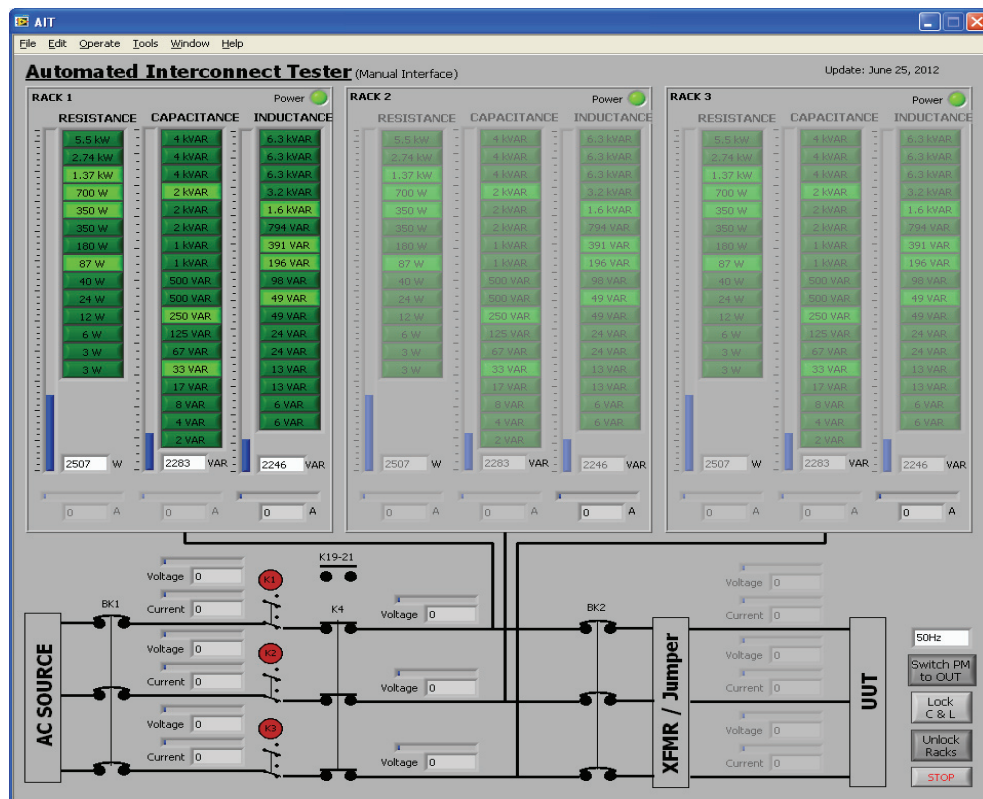 AIT
File Edit Operate Tools Window Help
Automated Interconnect Tester (Manual Interface)
Update: June 25, 2012
RACK 1 Power
RESISTANCE CAPACITANCE INDUCTANCE
5.5 kW 4 kVAR 6.3 kVAR
2.74 kW 4 kVAR 6.3 kVAR
1.37 kW 4 kVAR 6.3 kVAR
700 W 2 kVAR 3.2 kVAR
350 W 2 kVAR 1.6 kVAR
350 W 2 kVAR 794 VAR
180 W 1 kVAR 391 VAR
87 W 1 kVAR 196 VAR
40 W 500 VAR 98 VAR
24 W 500 VAR 49 VAR
12 W 250 VAR 49 VAR
6 W 125 VAR 24 VAR
3 W 67 VAR 24 VAR
3 W 33 VAR 13 VAR
17 VAR 13 VAR
8 VAR 6 VAR
4 VAR 6 VAR
2 VAR
2507 W 2283 VAR 2246 VAR
0 A 0 A 0 A
RACK 2 Power
RESISTANCE CAPACITANCE INDUCTANCE
5.5 kW 4 kVAR 6.3 kVAR
2.74 kW 4 kVAR 6.3 kVAR
1.37 kW 4 kVAR 6.3 kVAR
700 W 2 kVAR 3.2 kVAR
350 W 2 kVAR 1.6 kVAR
350 W 2 kVAR 794 VAR
180 W 1 kVAR 391 VAR
87 W 1 kVAR 196 VAR
40 W 500 VAR 98 VAR
24 W 500 VAR 49 VAR
12 W 250 VAR 49 VAR
6 W 125 VAR 24 VAR
3 W 67 VAR 24 VAR
3 W 33 VAR 13 VAR
17 VAR 13 VAR
8 VAR 6 VAR
4 VAR 6 VAR
2 VAR
2507 W 2283 VAR 2246 VAR
0 A 0 A 0 A
RACK 3 Power
RESISTANCE CAPACITANCE INDUCTANCE
5.5 kW 4 kVAR 6.3 kVAR
2.74 kW 4 kVAR 6.3 kVAR
1.37 kW 4 kVAR 6.3 kVAR
700 W 2 kVAR 3.2 kVAR
350 W 2 kVAR 1.6 kVAR
350 W 2 kVAR 794 VAR
180 W 1 kVAR 391 VAR
87 W 1 kVAR 196 VAR
40 W 500 VAR 98 VAR
24 W 500 VAR 49 VAR
12 W 250 VAR 49 VAR
6 W 125 VAR 24 VAR
3 W 67 VAR 24 VAR
3 W 33 VAR 13 VAR
17 VAR 13 VAR
8 VAR 6 VAR
4 VAR 6 VAR
2 VAR
2507 W 2283 VAR 2246 VAR
0 A 0 A 0 A
AC SOURCE
BK1
Voltage 0
Current 0
K1
Voltage 0
Current 0
K2
Voltage 0
Current 0
K3
K19-21
K4
Voltage 0
Voltage 0
Voltage 0
BK2
XFMR / Jumper
Voltage 0
Current 0
Voltage 0
Current 0
Voltage 0
Current 0
UUT
50Hz
Switch PM
to OUT
Lock
C & L
Unlock
Racks
STOP